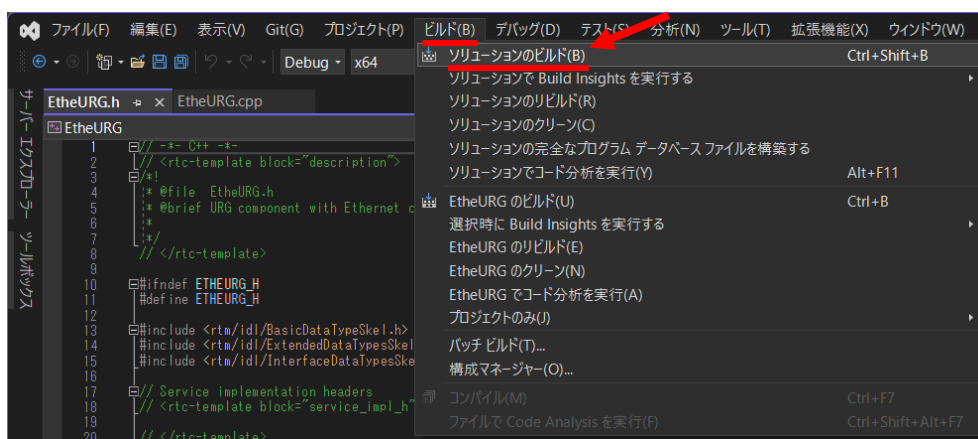 ファイル(F) 編集(E) 表示(V) Git(G) プロジェクト(P) ビルド(B) デバッグ(D) テスト(S) 分析(N) ツール(T) 拡張機能(X) ウィンドウ(W)
Debug x64
サーバー エクスプローラー
ツールボックス
EtheURG.h EtheURG.cpp
EtheURG
1 // -*- C++ -*-
2 // <rtc-template block="description">
3 /*!
4 * @file EtheURG.h
5 * @brief URG component with Ethernet c
6 *
7 */
8 // </rtc-template>
9
10 #ifndef ETHEURG_H
11 #define ETHEURG_H
12
13 #include <rtm/idl/BasicDataTypeSkel.h>
14 #include <rtm/idl/ExtendedDataTypesSkel
15 #include <rtm/idl/InterfaceDataTypesSke
16
17 // Service implementation headers
18 // <rtc-template block="service_impl_h"
19
20 // </rtc-template>
ソリューションのビルド(B) Ctrl+Shift+B
ソリューションで Build Insights を実行する
ソリューションのリビルド(R)
ソリューションのクリーン(C)
ソリューションの完全なプログラム データベース ファイルを構築する
ソリューションでコード分析を実行(Y) Alt+F11
EtheURG のビルド(U) Ctrl+B
選択時に Build Insights を実行する
EtheURG のリビルド(E)
EtheURG のクリーン(N)
EtheURG でコード分析を実行(A)
プロジェクトのみ(J)
バッチ ビルド(T)...
構成マネージャー(O)...
コンパイル(M) Ctrl+F7
ファイルで Code Analysis を実行(F) Ctrl+Shift+Alt+F7